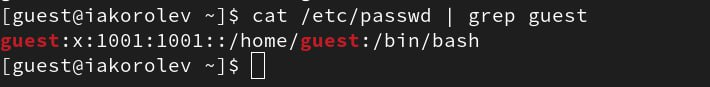 [guest@iakorolev ~]$ cat /etc/passwd | grep guest
guest:x:1001:1001::/home/guest:/bin/bash
[guest@iakorolev ~]$